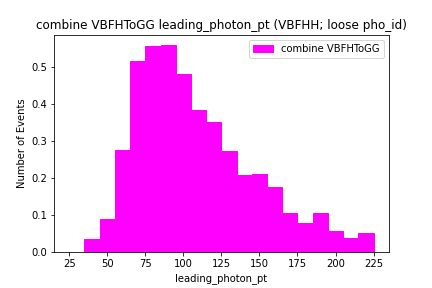 combine VBFHToGG leading_photon_pt (VBFHH; loose pho_id)
combine VBFHToGG
Number of Events
0.5
0.4
0.3
0.2
0.1
0.0
25 50 75 100 125 150 175 200 225
leading_photon_pt